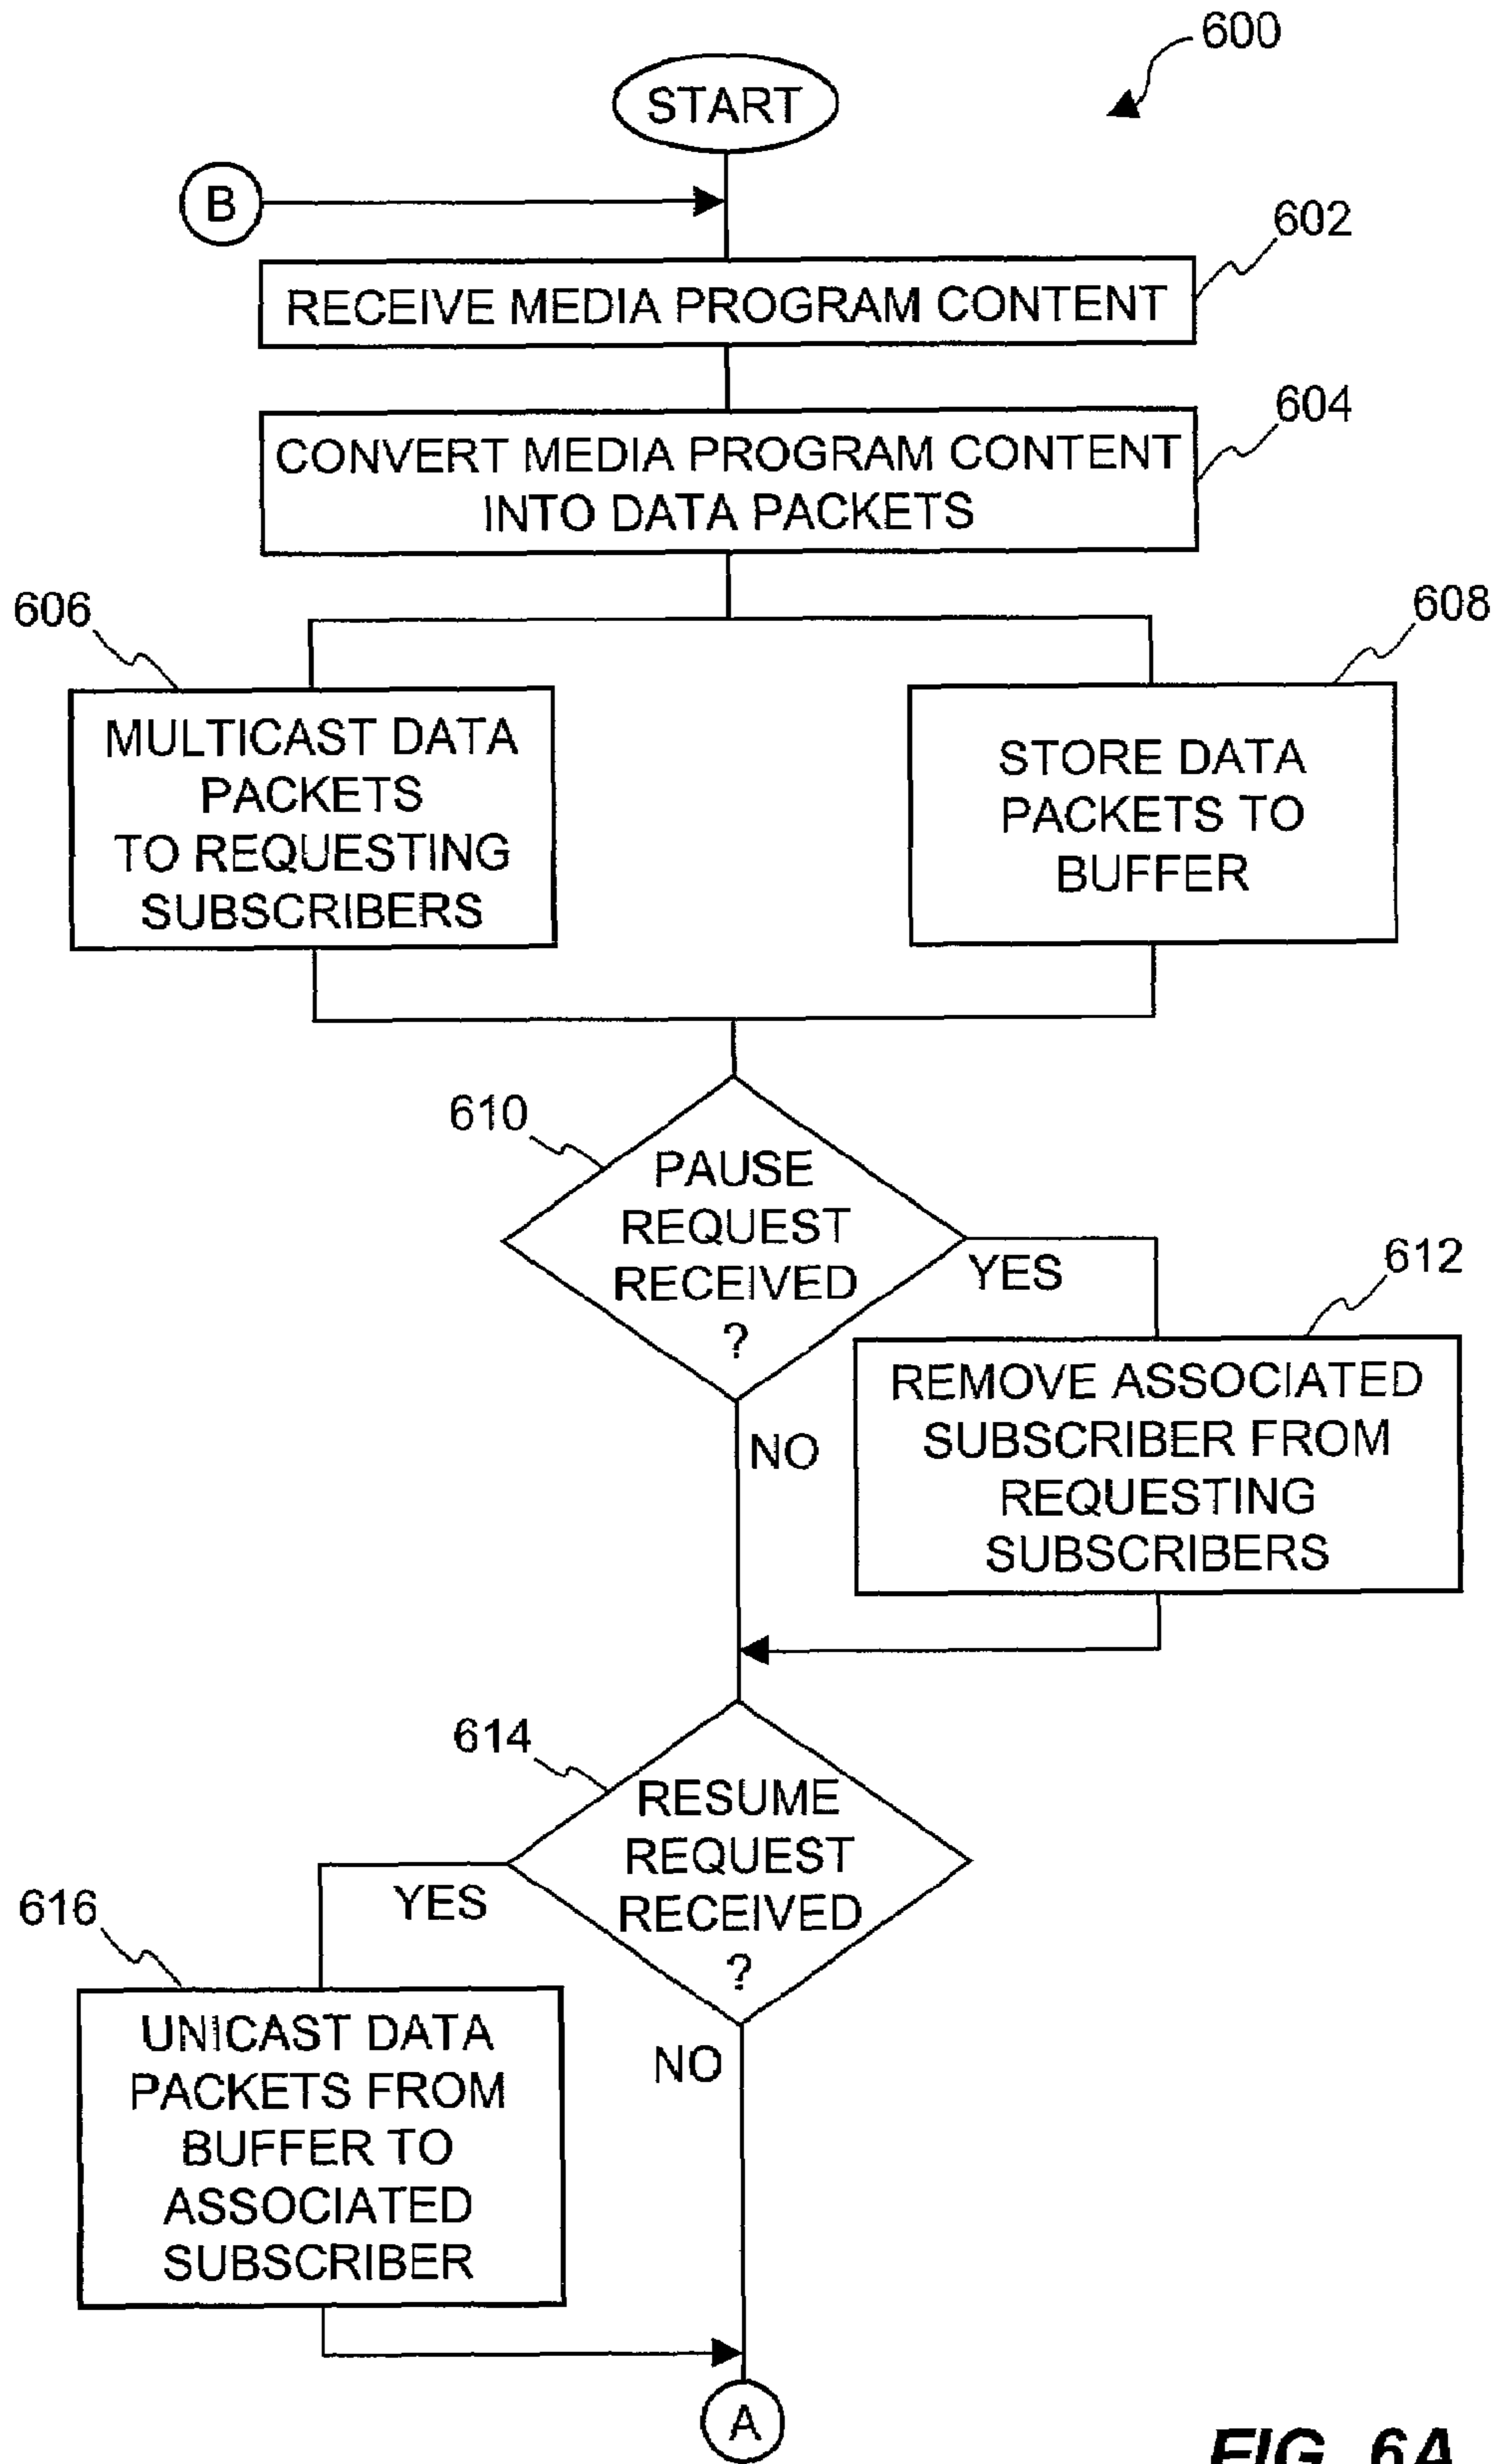 600
START
B
602
RECEIVE MEDIA PROGRAM CONTENT
604
CONVERT MEDIA PROGRAM CONTENT
INTO DATA PACKETS
606
608
MULTICAST DATA
PACKETS
TO REQUESTING
SUBSCRIBERS
STORE DATA
PACKETS TO
BUFFER
610
PAUSE
REQUEST
RECEIVED
?
YES
612
NO
REMOVE ASSOCIATED
SUBSCRIBER FROM
REQUESTING
SUBSCRIBERS
614
RESUME
REQUEST
RECEIVED
?
YES
616
NO
UNICAST DATA
PACKETS FROM
BUFFER TO
ASSOCIATED
SUBSCRIBER
A
FIG. 6A